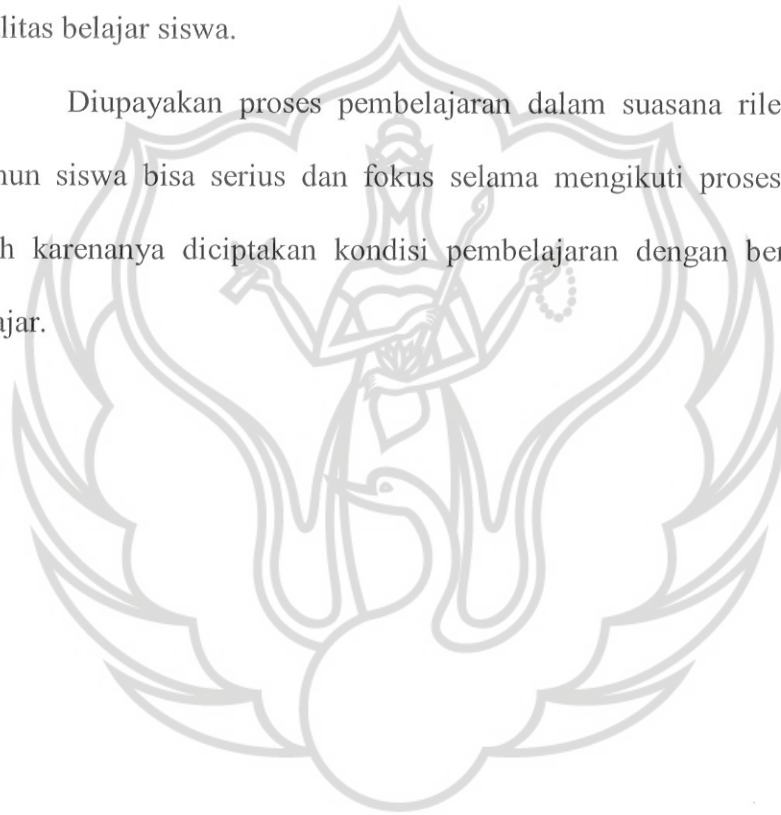 litas belajar siswa.
Diupayakan proses pembelajaran dalam suasana rile
nun siswa bisa serius dan fokus selama mengikuti proses
h karenanya diciptakan kondisi pembelajaran dengan ber
ajar.